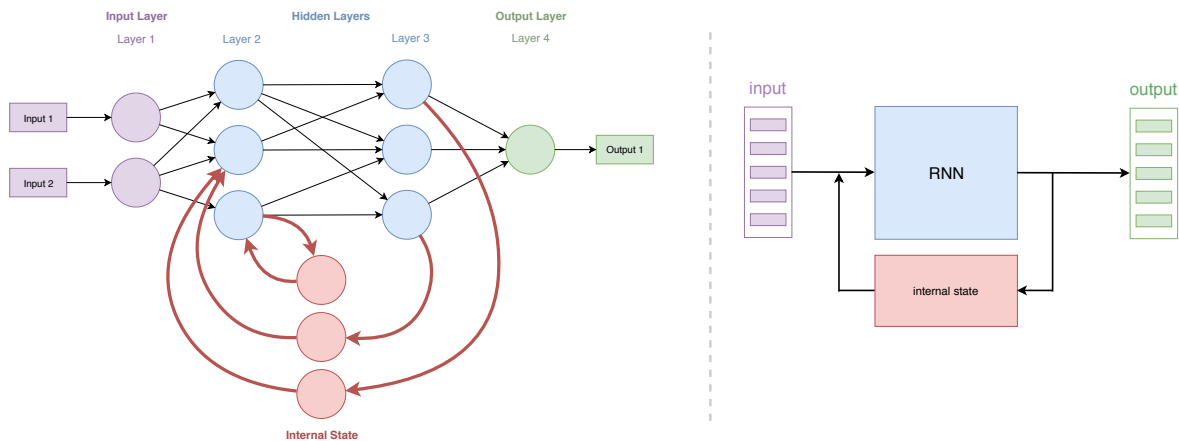 Input Layer
Hidden Layers
Output Layer
Layer 1
Layer 2
Layer 3
Layer 4
Input 1
Input 2
Output 1
Internal State
input
output
RNN
internal state